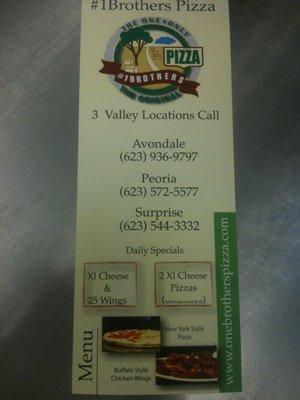 #1Brothers Pizza
THE ONE & ONLY
PIZZA
#1BROTHERS
THE ORIGINAL
3 Valley Locations Call
Avondale
(623) 936-9797
Peoria
(623) 572-5577
Surprise
(623) 544-3332
Daily Specials
Xl Cheese
&
25 Wings
2 Xl Cheese
Pizzas
New York Style
Pizza
Buffalo Style
Chicken Wings
Menu
www.onebrotherspizza.com